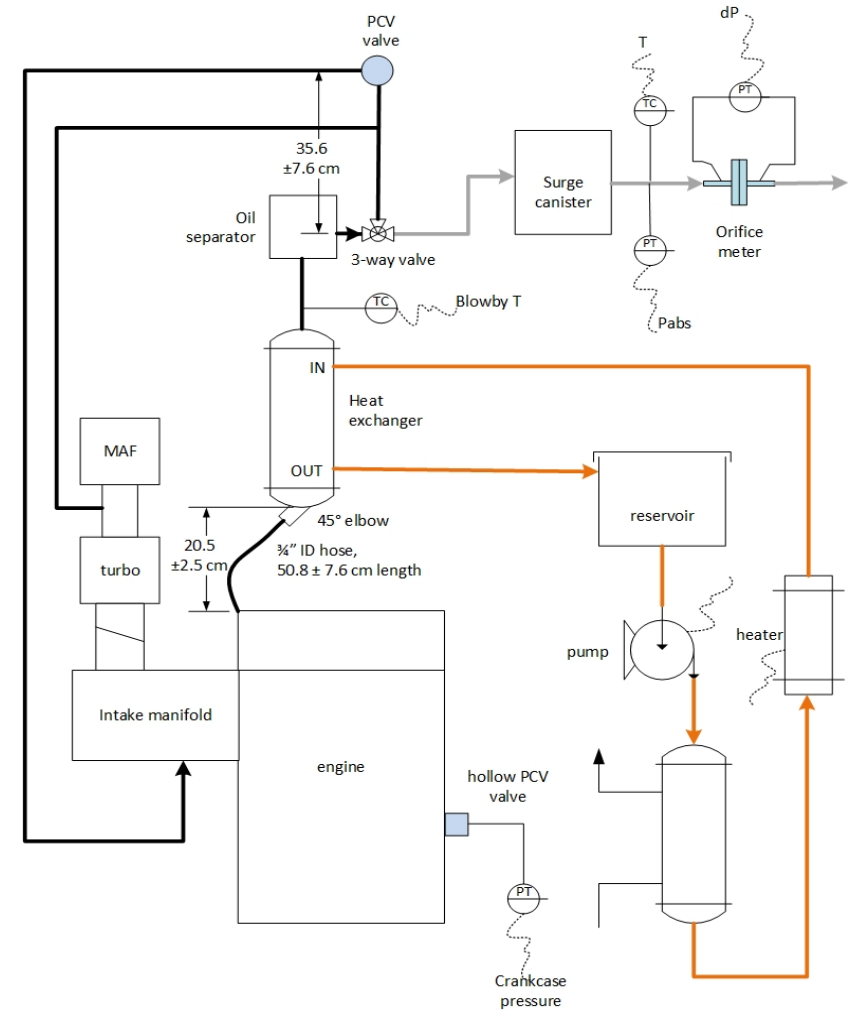 dP
PCV
valve
T
PT
TC
35.6
±7.6 cm
Surge
canister
Oil
separator
3-way valve
Orifice
meter
PT
TC
Blowby T
Pabs
IN
Heat
exchanger
MAF
OUT
reservoir
45° elbow
20.5
±2.5 cm
¾” ID hose,
50.8 ± 7.6 cm length
turbo
heater
pump
Intake manifold
engine
hollow PCV
valve
PT
Crankcase
pressure